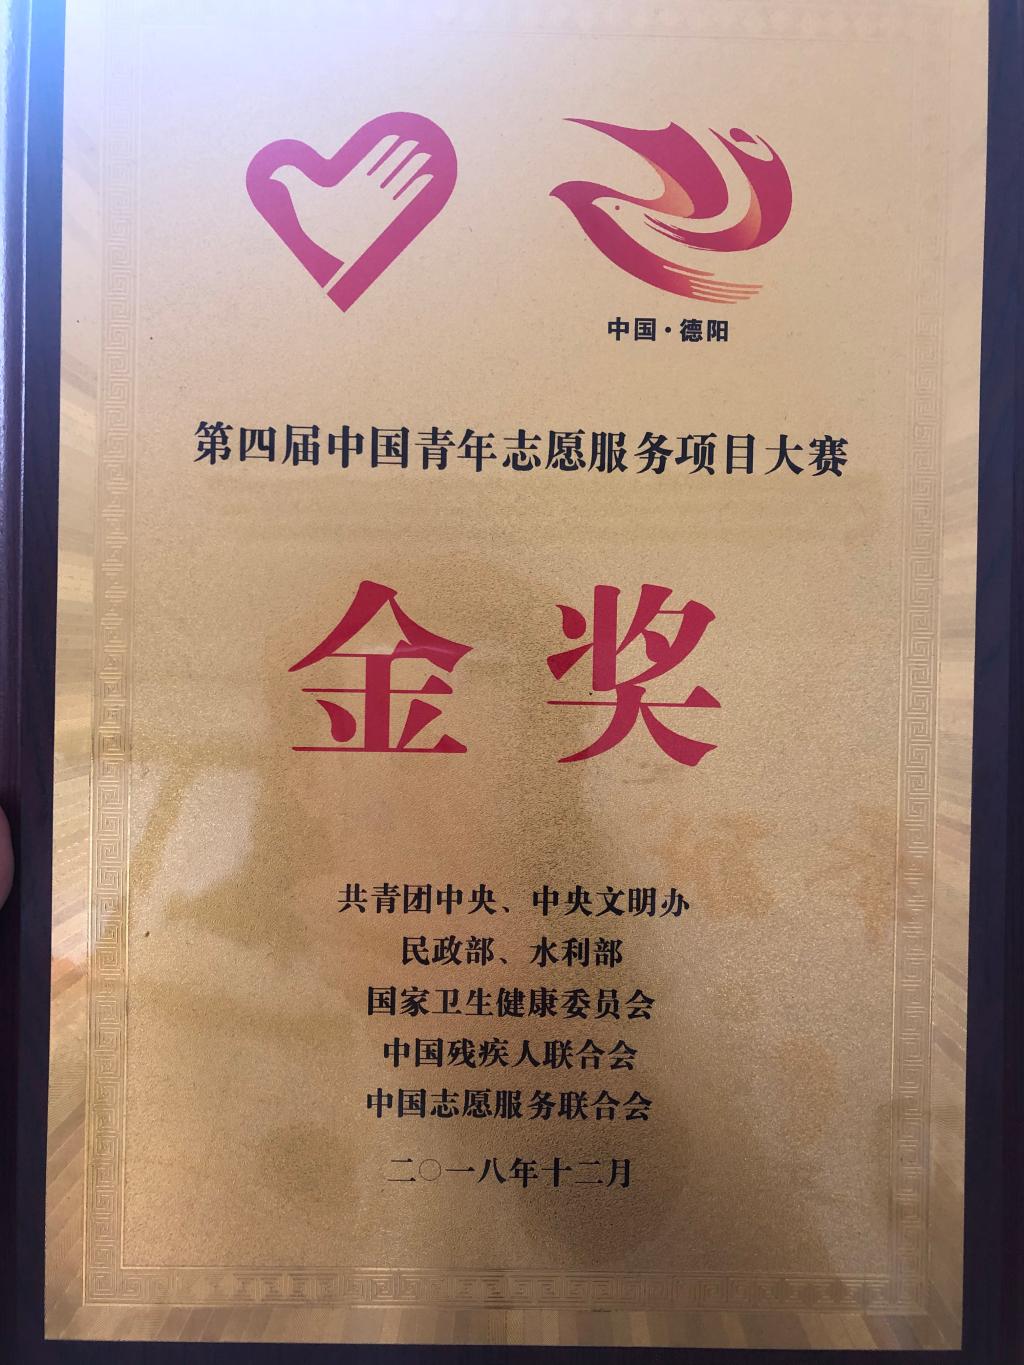 中国·德阳
第四届中国青年志愿服务项目大赛
金奖
共青团中央、中央文明办
民政部、水利部
国家卫生健康委员会
中国残疾人联合会
中国志愿服务联合会
二〇一八年十二月